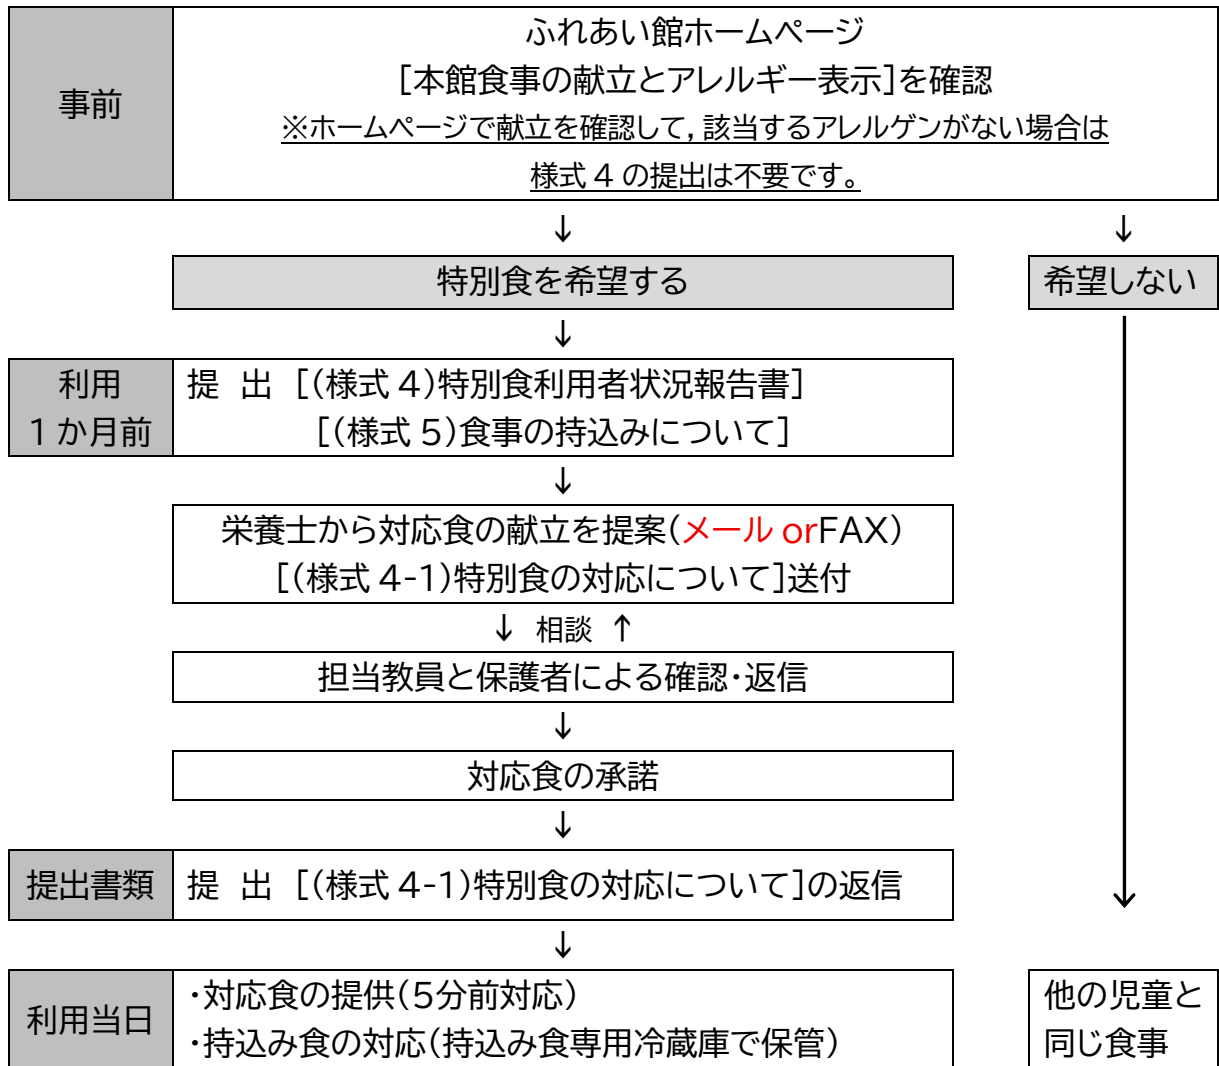 事前
ふれあい館ホームページ
［本館食事の献立とアレルギー表示］を確認
※ホームページで献立を確認して，該当するアレルゲンがない場合は
様式４の提出は不要です。
↓ ↓
特別食を希望する 希望しない
↓
利用
１か月前
提 出 ［（様式４）特別食利用者状況報告書］
［（様式５）食事の持込みについて］
↓
栄養士から対応食の献立を提案（メール orFAX）
［（様式４-１）特別食の対応について］送付
↓ 相談 ↑
担当教員と保護者による確認・返信
↓
対応食の承諾
↓
提出書類
提 出 ［（様式４-１）特別食の対応について］の返信
↓
利用当日
・対応食の提供（５分前対応）
・持込み食の対応（持込み食専用冷蔵庫で保管）
他の児童と
同じ食事